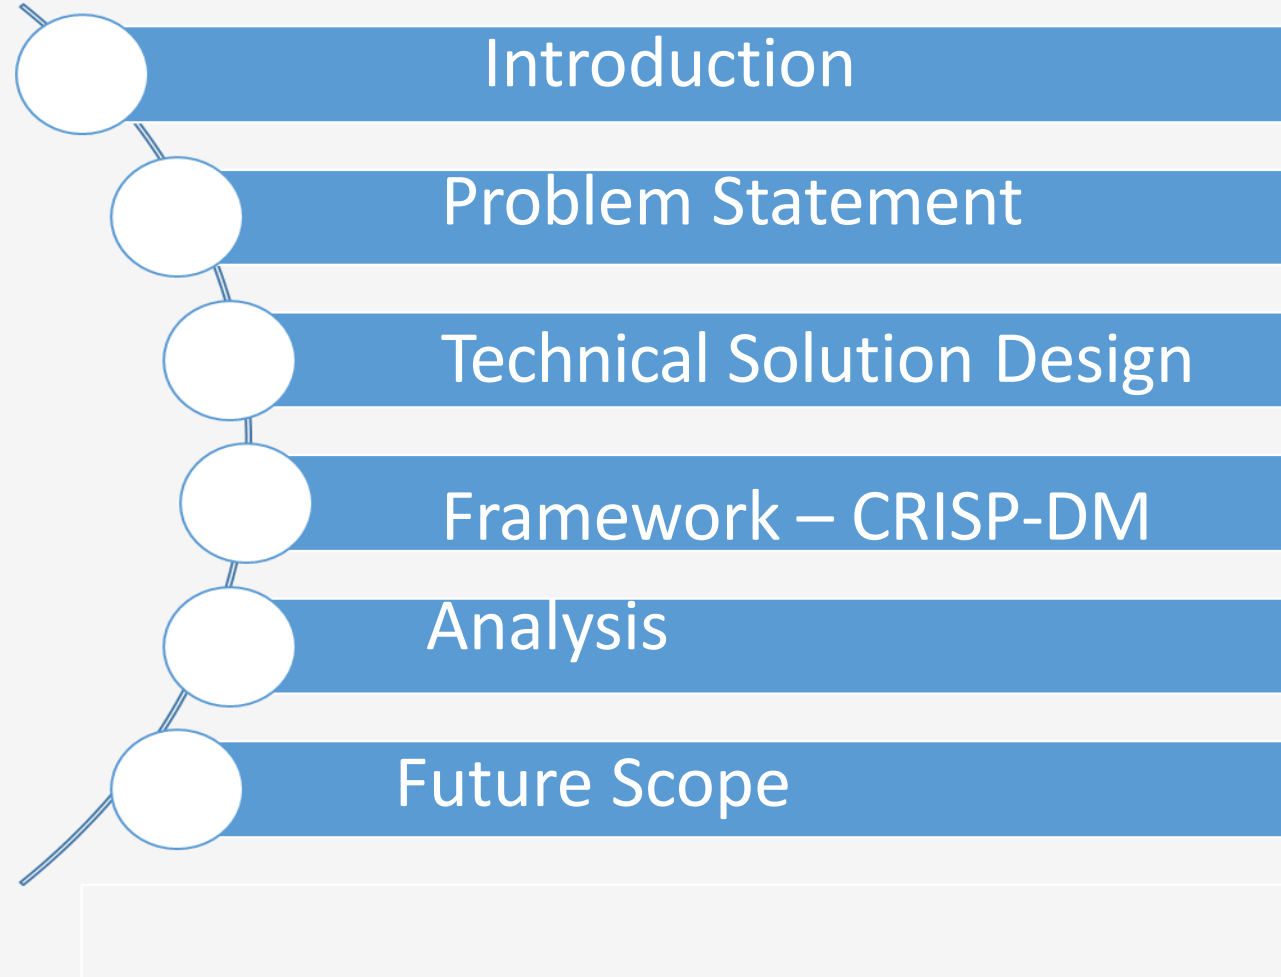 Introduction
Problem Statement
Technical Solution Design
Framework – CRISP-DM
Analysis
Future Scope